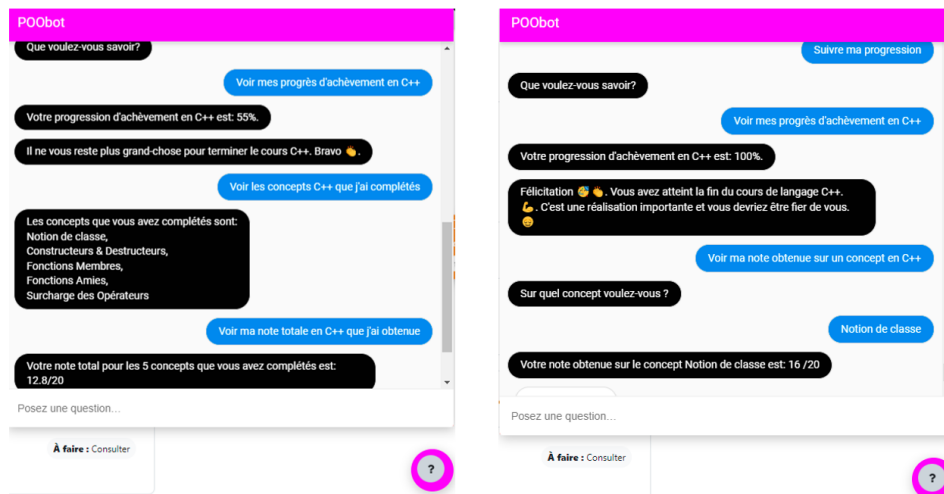 POObot
Que voulez-vous savoir?
Voir mes progrès d'achèvement en C++
Votre progression d'achèvement en C++ est: 55%.
Il ne vous reste plus grand-chose pour terminer le cours C++. Bravo 👏.
Voir les concepts C++ que j'ai complétés
Les concepts que vous avez complétés sont:
Notion de classe,
Constructeurs & Destructeurs,
Fonctions Membres,
Fonctions Amies,
Surcharge des Opérateurs
Voir ma note totale en C++ que j'ai obtenue
Votre note total pour les 5 concepts que vous avez complétés est:
12.8/20
Posez une question...
À faire : Consulter
?
POObot
Suivre ma progression
Que voulez-vous savoir?
Voir mes progrès d'achèvement en C++
Votre progression d'achèvement en C++ est: 100%.
Félicitation 🥳👏. Vous avez atteint la fin du cours de langage C++.
💪. C'est une réalisation importante et vous devriez être fier de vous.
😊
Voir ma note obtenue sur un concept en C++
Sur quel concept voulez-vous ?
Notion de classe
Votre note obtenue sur le concept Notion de classe est: 16 /20
Posez une question...
À faire : Consulter
?